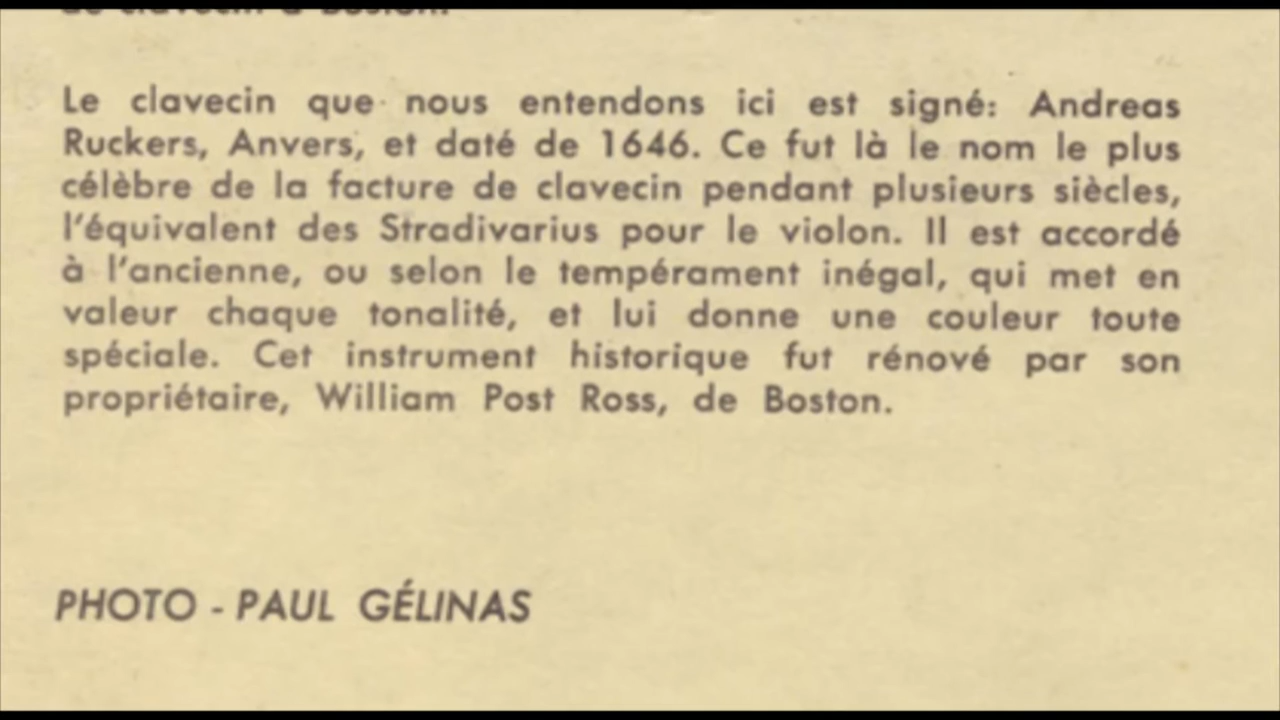 de clavecin à Boston.
Le clavecin que nous entendons ici est signé: Andreas
Ruckers, Anvers, et daté de 1646. Ce fut là le nom le plus
célèbre de la facture de clavecin pendant plusieurs siècles,
l'équivalent des Stradivarius pour le violon. Il est accordé
à l'ancienne, ou selon le tempérament inégal, qui met en
valeur chaque tonalité, et lui donne une couleur toute
spéciale. Cet instrument historique fut rénové par son
propriétaire, William Post Ross, de Boston.
PHOTO - PAUL GÉLINAS